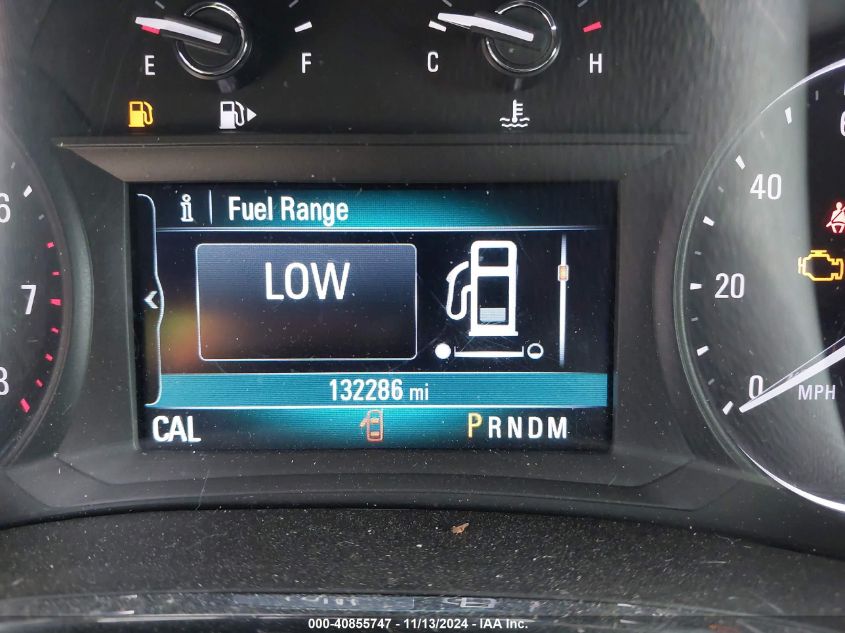 E F C H
Fuel Range
LOW
132286 mi
CAL PRNDM
6
7
8
40
20
0
MPH
000-40855747 - 11/13/2024 - IAA Inc.